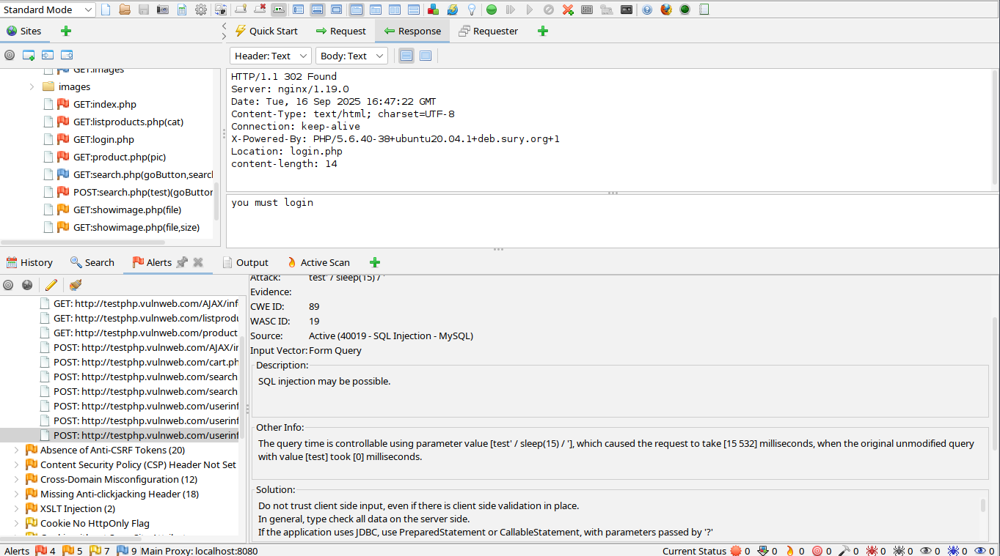 Standard Mode
Sites
Quick Start
Request
Response
Requester
Header: Text
Body: Text
GET:images
images
GET:index.php
GET:listproducts.php(cat)
GET:login.php
GET:product.php(pic)
GET:search.php(goButton,searc
POST:search.php(test)(goButton
GET:showimage.php(file)
GET:showimage.php(file,size)
HTTP/1.1 302 Found
Server: nginx/1.19.0
Date: Tue, 16 Sep 2025 16:47:22 GMT
Content-Type: text/html; charset=UTF-8
Connection: keep-alive
X-Powered-By: PHP/5.6.40-38+ubuntu20.04.1+deb.sury.org+1
Location: login.php
content-length: 14
you must login
History
Search
Alerts
Output
Active Scan
GET: http://testphp.vulnweb.com/AJAX/inf
GET: http://testphp.vulnweb.com/listprodu
GET: http://testphp.vulnweb.com/product
POST: http://testphp.vulnweb.com/AJAX/ir
POST: http://testphp.vulnweb.com/cart.ph
POST: http://testphp.vulnweb.com/search
POST: http://testphp.vulnweb.com/search
POST: http://testphp.vulnweb.com/userinf
POST: http://testphp.vulnweb.com/userinf
POST: http://testphp.vulnweb.com/userinf
Absence of Anti-CSRF Tokens (20)
Content Security Policy (CSP) Header Not Set
Cross-Domain Misconfiguration (12)
Missing Anti-clickjacking Header (18)
XSLT Injection (2)
Cookie No HttpOnly Flag
Attack: test' / sleep(15) / '
Evidence:
CWE ID: 89
WASC ID: 19
Source: Active (40019 - SQL Injection - MySQL)
Input Vector: Form Query
Description:
SQL injection may be possible.
Other Info:
The query time is controllable using parameter value [test' / sleep(15) / '], which caused the request to take [15 532] milliseconds, when the original unmodified query
with value [test] took [0] milliseconds.
Solution:
Do not trust client side input, even if there is client side validation in place.
In general, type check all data on the server side.
If the application uses JDBC, use PreparedStatement or CallableStatement, with parameters passed by '?'
Alerts 4 5 7 9 Main Proxy: localhost:8080
Current Status 0 0 0 0 0 0 0 0 0 0